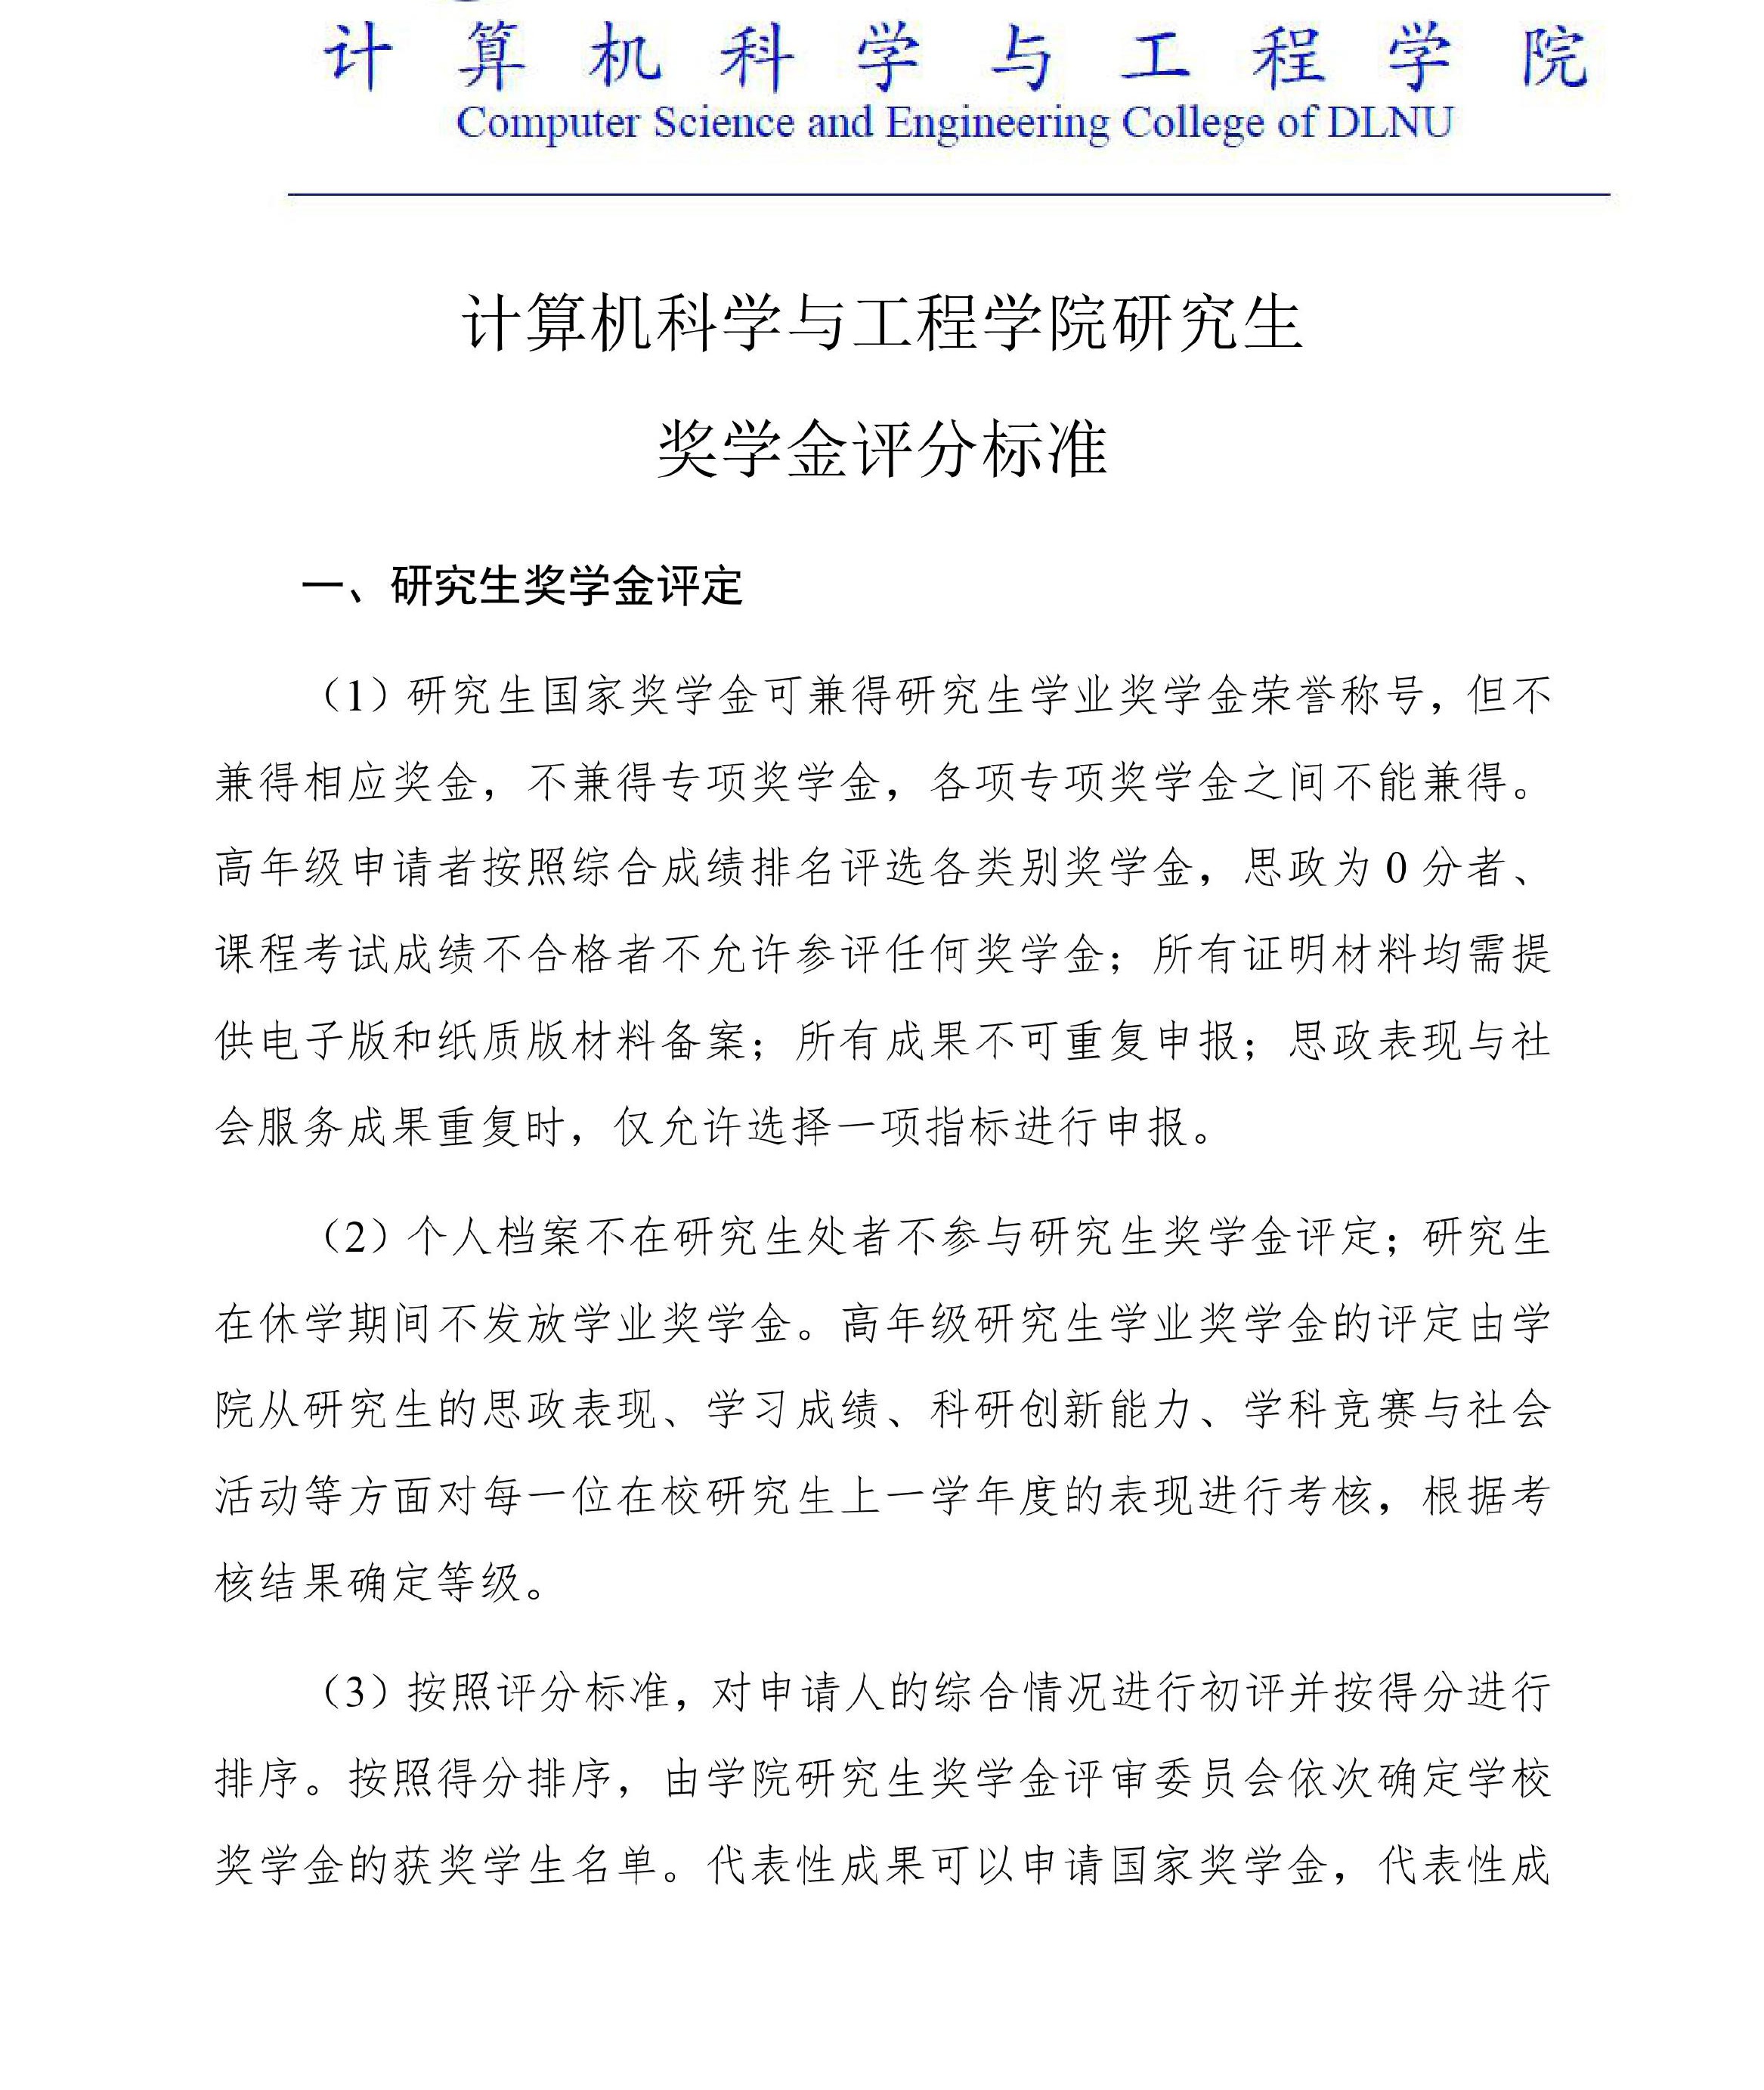 计算机科学与工程学院
Computer Science and Engineering College of DLNU
计算机科学与工程学院研究生
奖学金评分标准
一、研究生奖学金评定
（1）研究生国家奖学金可兼得研究生学业奖学金荣誉称号，但不
兼得相应奖金，不兼得专项奖学金，各项专项奖学金之间不能兼得。
高年级申请者按照综合成绩排名评选各类别奖学金，思政为 0 分者、
课程考试成绩不合格者不允许参评任何奖学金；所有证明材料均需提
供电子版和纸质版材料备案；所有成果不可重复申报；思政表现与社
会服务成果重复时，仅允许选择一项指标进行申报。
（2）个人档案不在研究生处者不参与研究生奖学金评定；研究生
在休学期间不发放学业奖学金。高年级研究生学业奖学金的评定由学
院从研究生的思政表现、学习成绩、科研创新能力、学科竞赛与社会
活动等方面对每一位在校研究生上一学年度的表现进行考核，根据考
核结果确定等级。
（3）按照评分标准，对申请人的综合情况进行初评并按得分进行
排序。按照得分排序，由学院研究生奖学金评审委员会依次确定学校
奖学金的获奖学生名单。代表性成果可以申请国家奖学金，代表性成